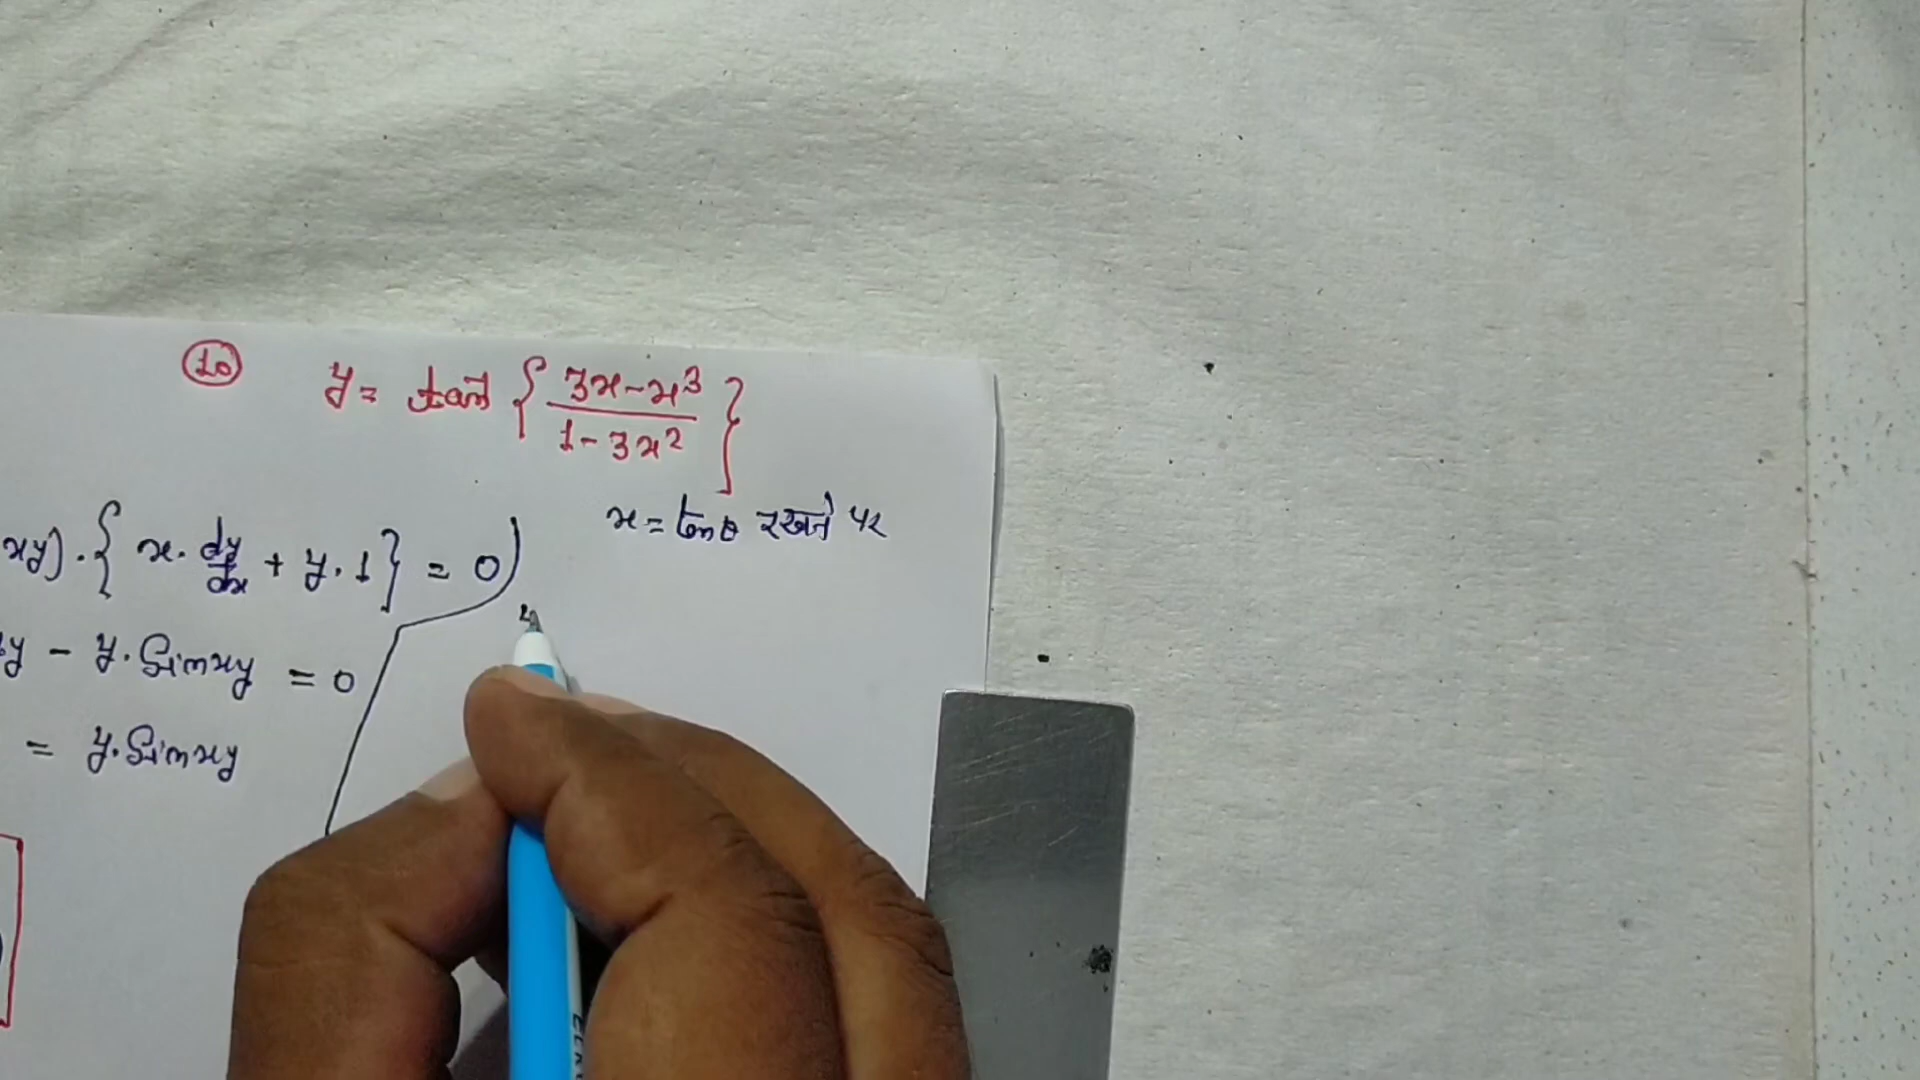 10 y = tan⁻¹ { 3x-x³ / 1-3x² }
x = tanθ रखने पर
xy). { x. dy/dx + y. 1 } = 0
y - y. Sinxy = 0
= y. Sinxy